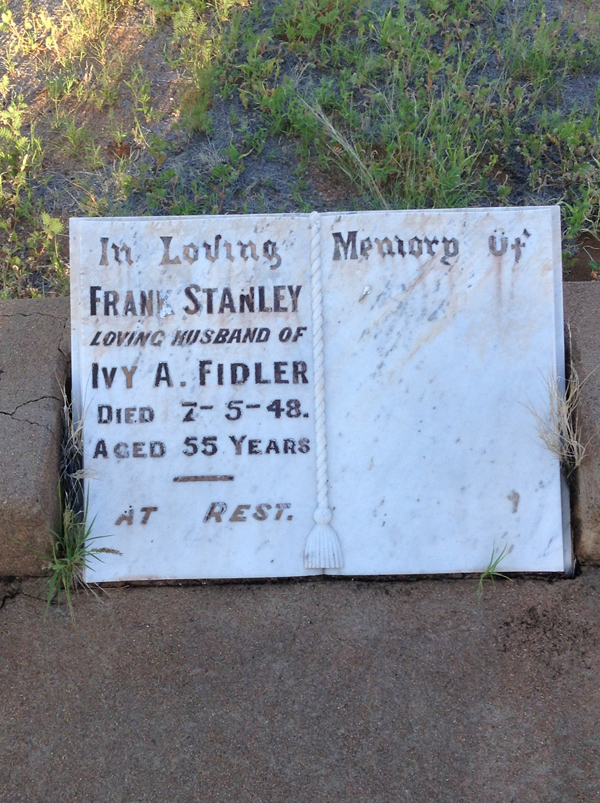 In Loving Memory Of
FRANK STANLEY
LOVING HUSBAND OF
IVY A. FIDLER
DIED 7-5-48.
AGED 55 YEARS
AT REST.